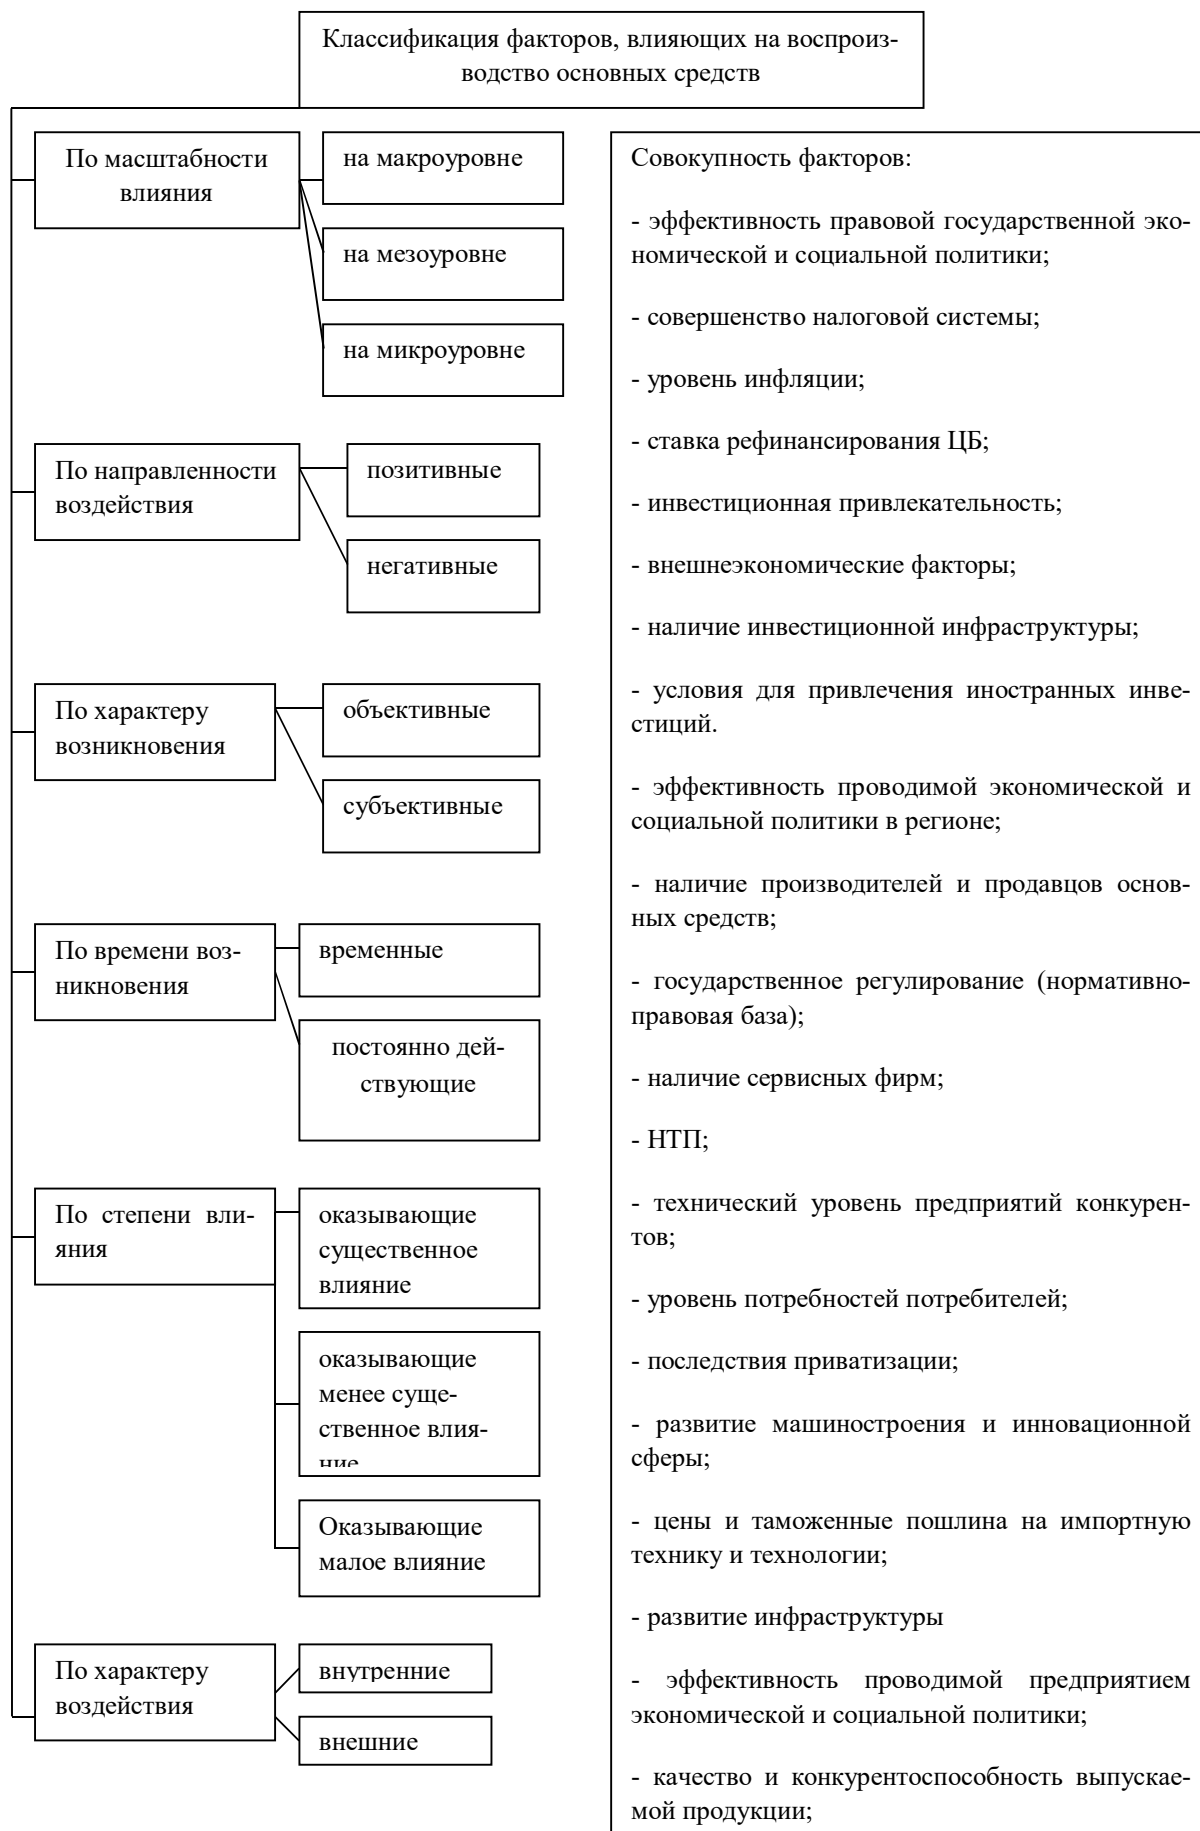 Классификация факторов, влияющих на воспроиз-
водство основных средств
По масштабности
влияния
на макроуровне
на мезоуровне
на микроуровне
По направленности
воздействия
позитивные
негативные
По характеру
возникновения
объективные
субъективные
По времени воз-
никновения
временные
постоянно дей-
ствующие
По степени вли-
яния
оказывающие
существенное
влияние
оказывающие
менее суще-
ственное влия-
ние
Оказывающие
малое влияние
По характеру
воздействия
внутренние
внешние
Совокупность факторов:
- эффективность правовой государственной эко-
номической и социальной политики;
- совершенство налоговой системы;
- уровень инфляции;
- ставка рефинансирования ЦБ;
- инвестиционная привлекательность;
- внешнеэкономические факторы;
- наличие инвестиционной инфраструктуры;
- условия для привлечения иностранных инве-
стиций.
- эффективность проводимой экономической и
социальной политики в регионе;
- наличие производителей и продавцов основ-
ных средств;
- государственное регулирование (нормативно-
правовая база);
- наличие сервисных фирм;
- НТП;
- технический уровень предприятий конкурен-
тов;
- уровень потребностей потребителей;
- последствия приватизации;
- развитие машиностроения и инновационной
сферы;
- цены и таможенные пошлина на импортную
технику и технологии;
- развитие инфраструктуры
- эффективность проводимой предприятием
экономической и социальной политики;
- качество и конкурентоспособность выпускае-
мой продукции;